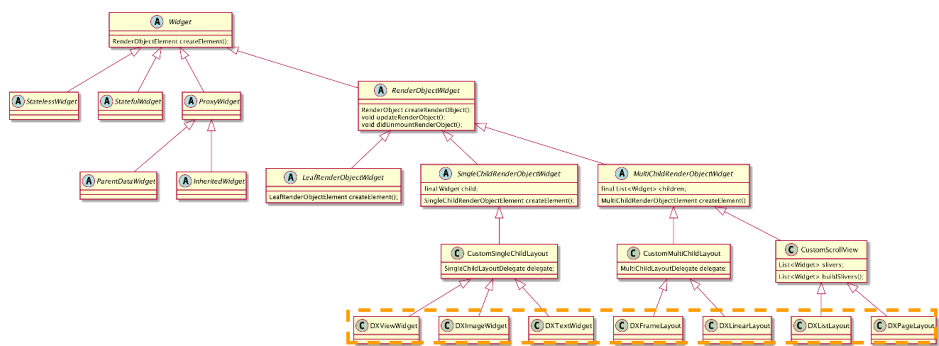 A Widget
RenderObjectElement createElement();
A StatelessWidget
A StatefulWidget
A ProxyWidget
A RenderObjectWidget
RenderObject createRenderObject();
void updateRenderObject();
void didUnmountRenderObject();
A ParentDataWidget
A InheritedWidget
A LeafRenderObjectWidget
LeafRenderObjectElement createElement();
A SingleChildRenderObjectWidget
final Widget child;
SingleChildRenderObjectElement createElement();
A MultiChildRenderObjectWidget
final List<Widget> children;
MultiChildRenderObjectElement createElement()
C CustomSingleChildLayout
SingleChildLayoutDelegate delegate;
C CustomMultiChildLayout
MultiChildLayoutDelegate delegate;
C CustomScrollView
List<Widget> slivers;
List<Widget> buildSlivers();
C DXViewWidget
C DXImageWidget
C DXTextWidget
C DXFrameLayout
C DXLinearLayout
C DXListLayout
C DXPageLayout